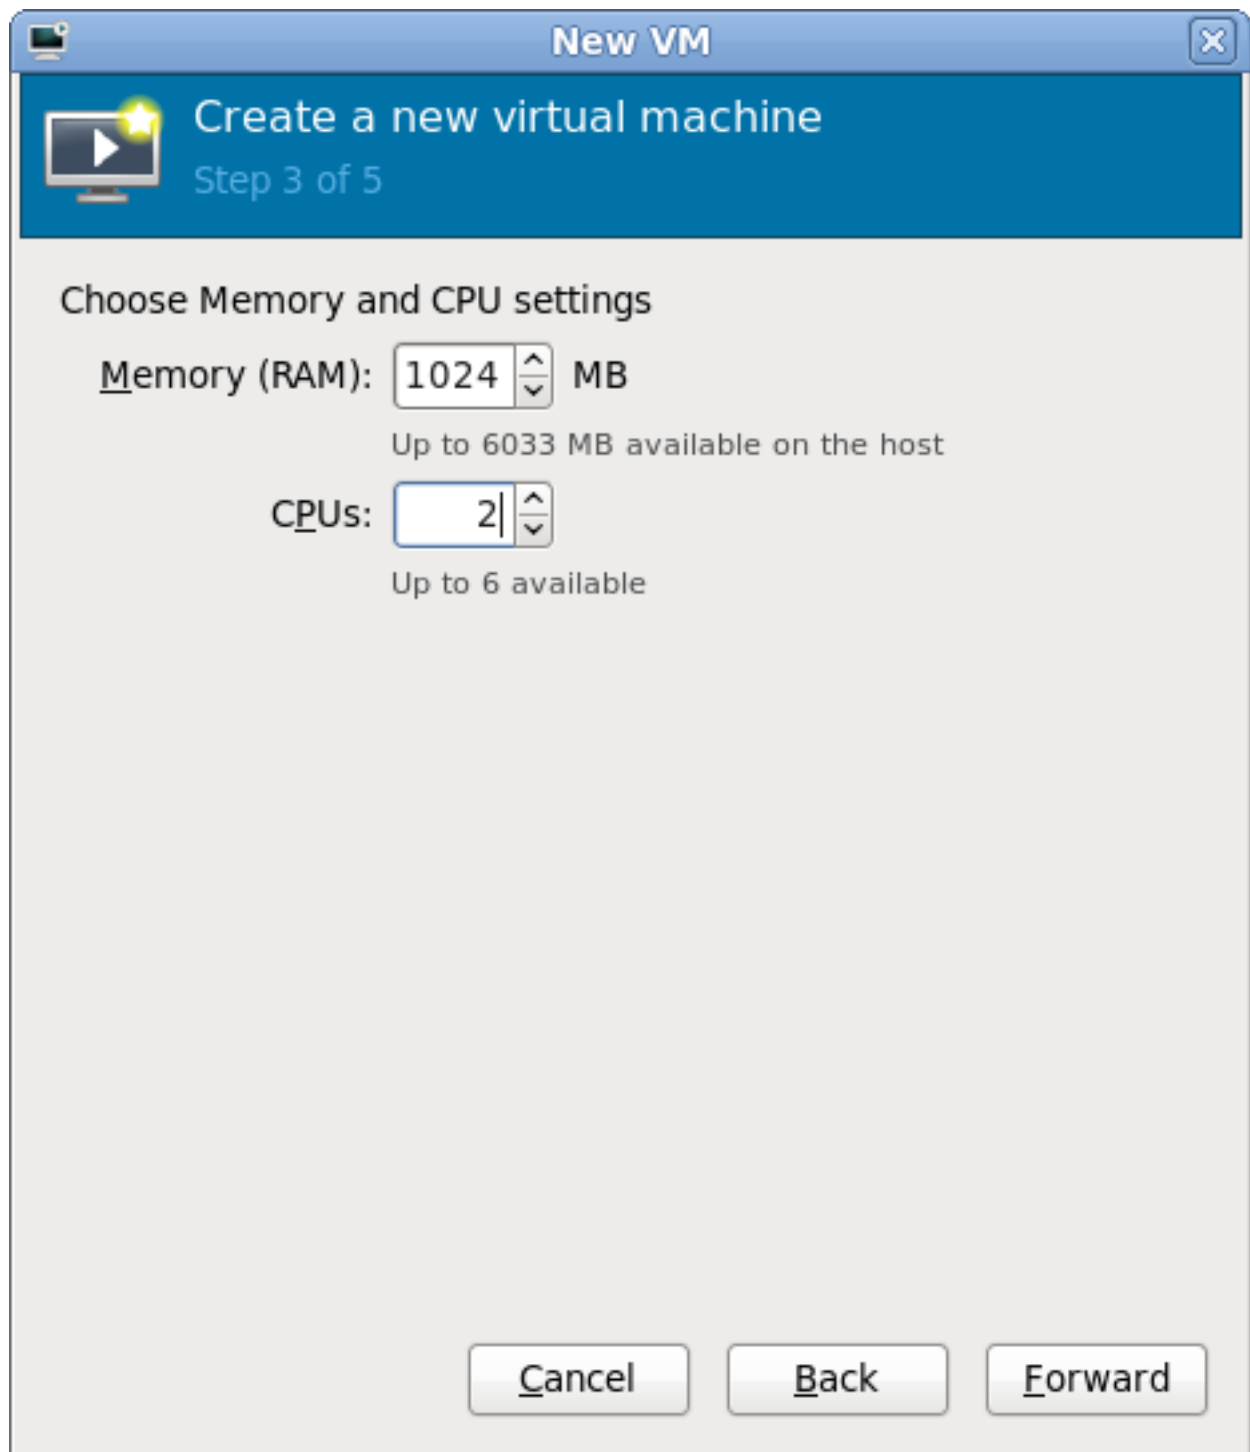 New VM
Create a new virtual machine
Step 3 of 5
Choose Memory and CPU settings
Memory (RAM): 1024 MB
Up to 6033 MB available on the host
CPUs: 2
Up to 6 available
Cancel Back Forward